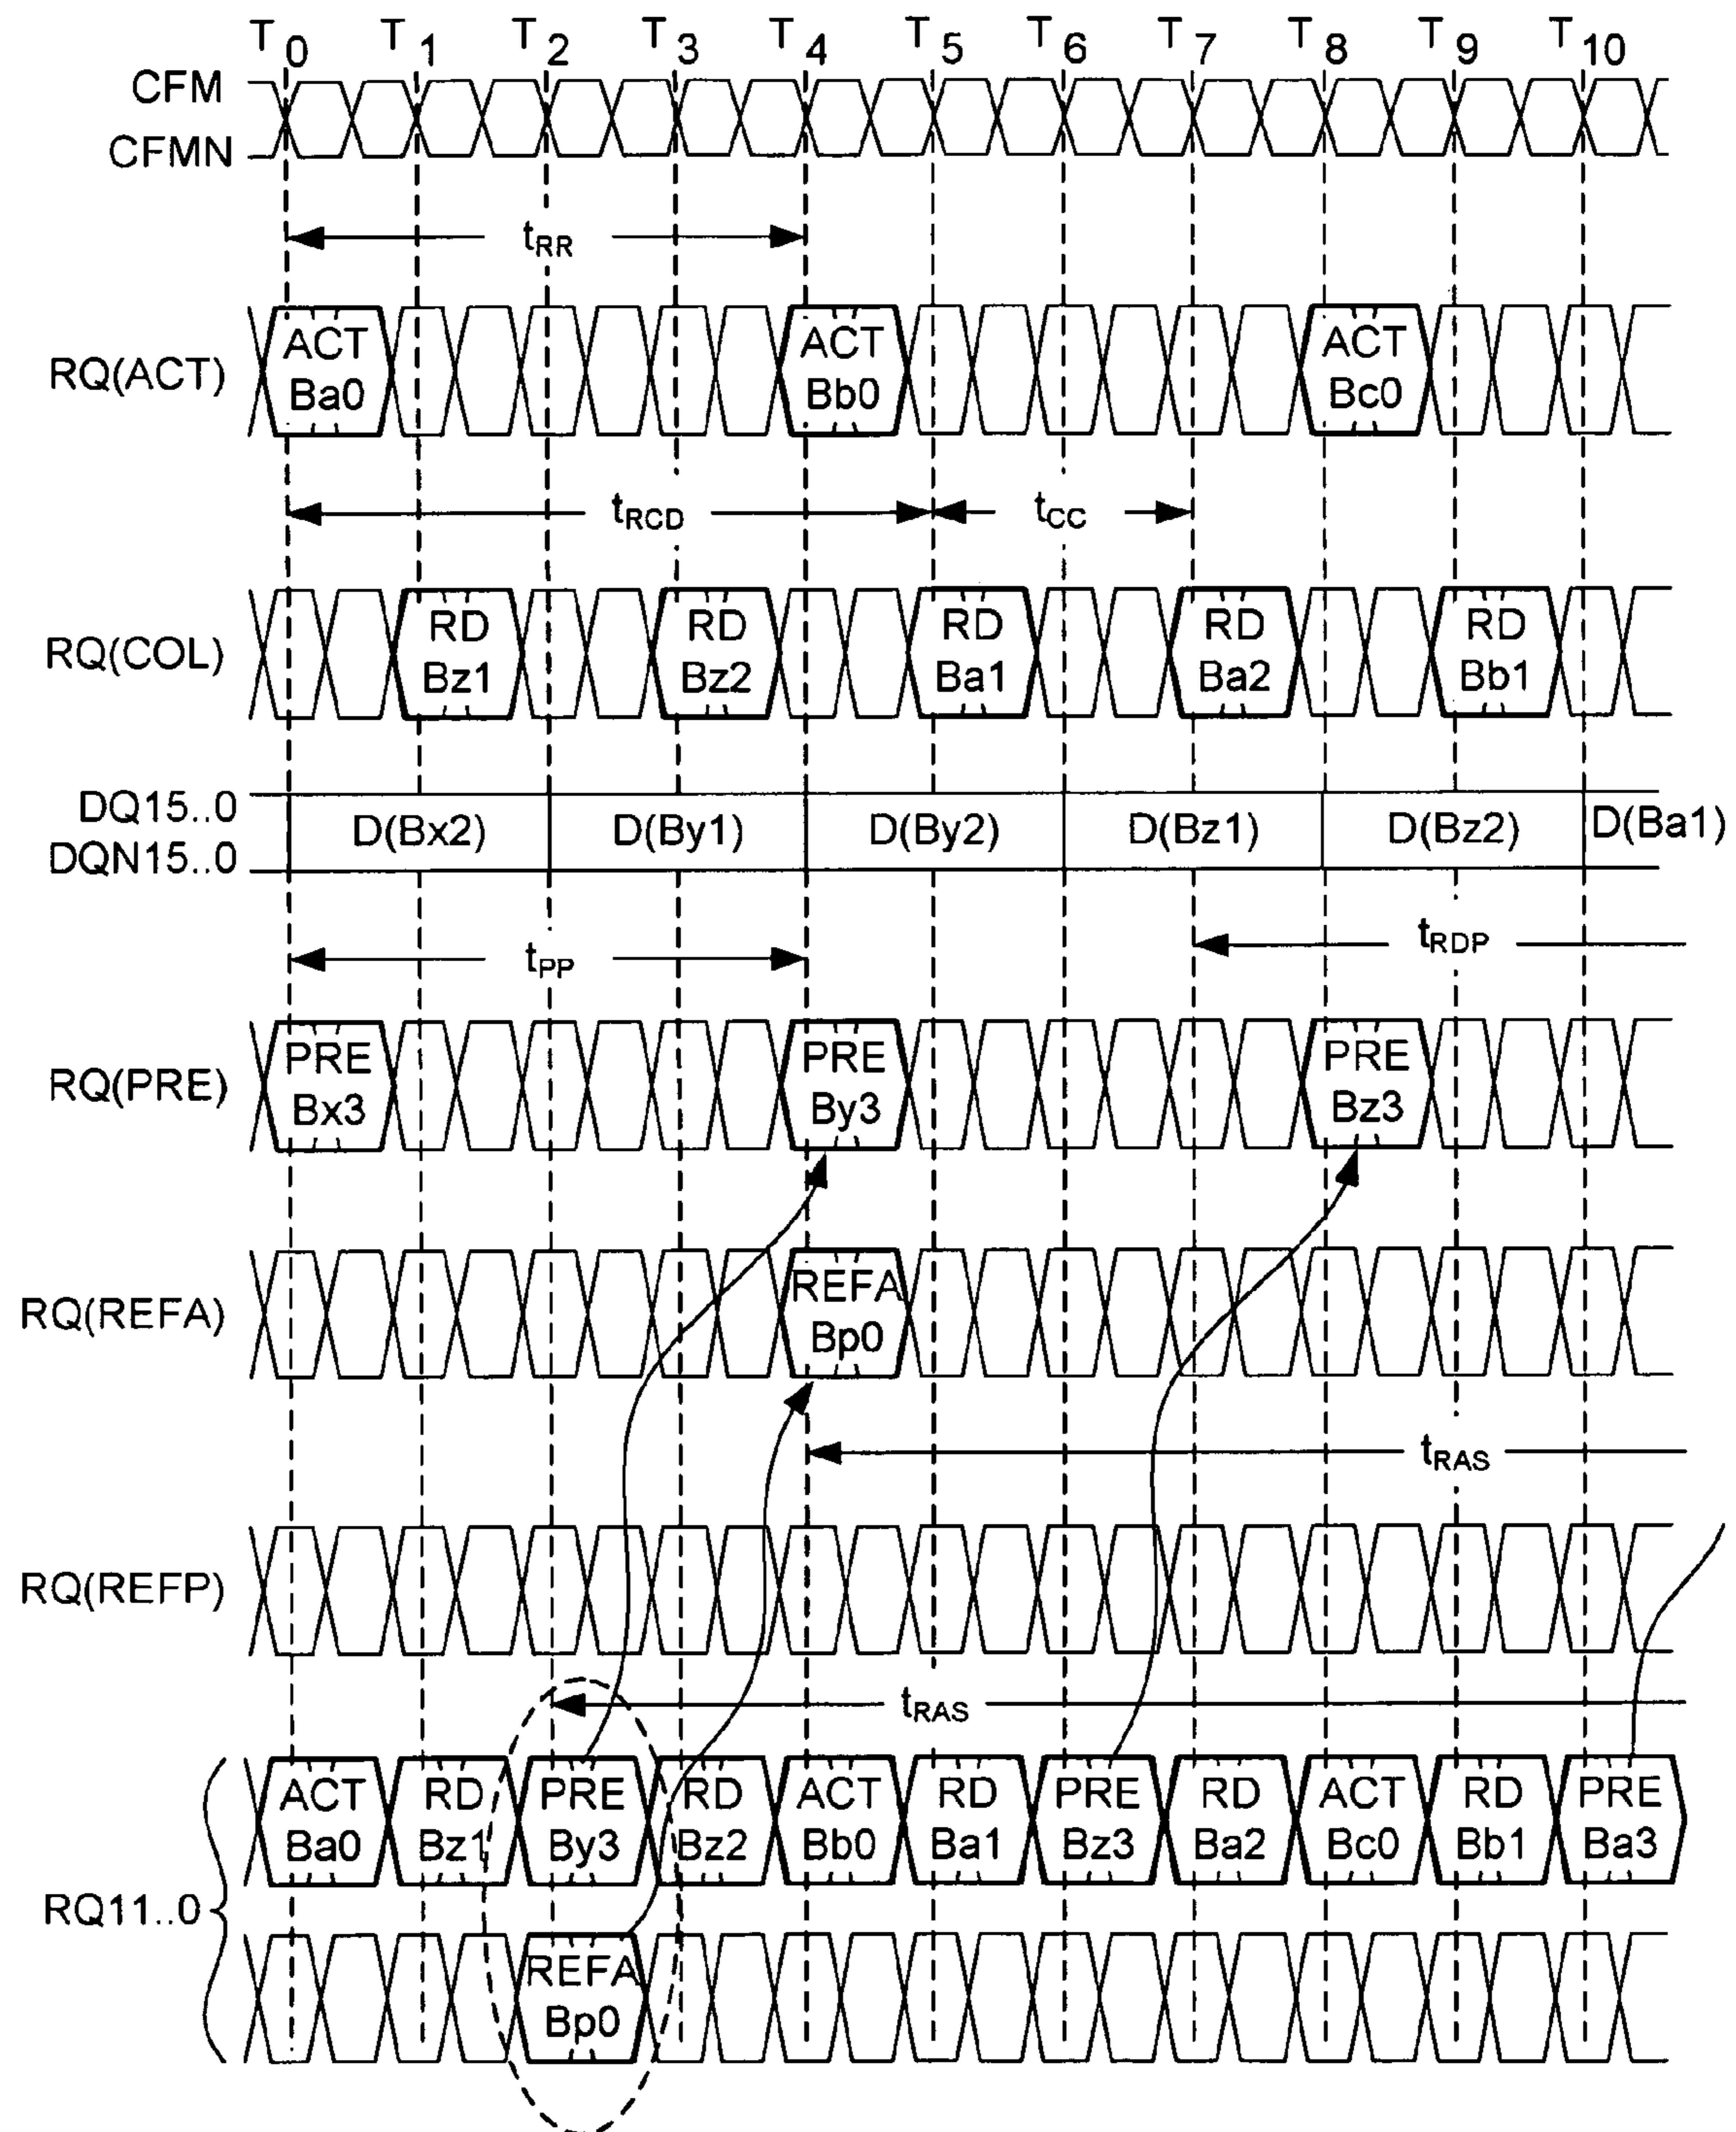 T0 T1 T2 T3 T4 T5 T6 T7 T8 T9 T10
CFM
CFMN
tRR
RQ(ACT)
ACT Ba0
ACT Bb0
ACT Bc0
tRCD
tCC
RQ(COL)
RD Bz1
RD Bz2
RD Ba1
RD Ba2
RD Bb1
DQ15..0
DQN15..0
D(Bx2)
D(By1)
D(By2)
D(Bz1)
D(Bz2)
D(Ba1)
tPP
tRDP
RQ(PRE)
PRE Bx3
PRE By3
PRE Bz3
RQ(REFA)
REFA Bp0
tRAS
RQ(REFP)
tRAS
RQ11..0
ACT Ba0
RD Bz1
PRE By3
RD Bz2
ACT Bb0
RD Ba1
PRE Bz3
RD Ba2
ACT Bc0
RD Bb1
PRE Ba3
REFA Bp0